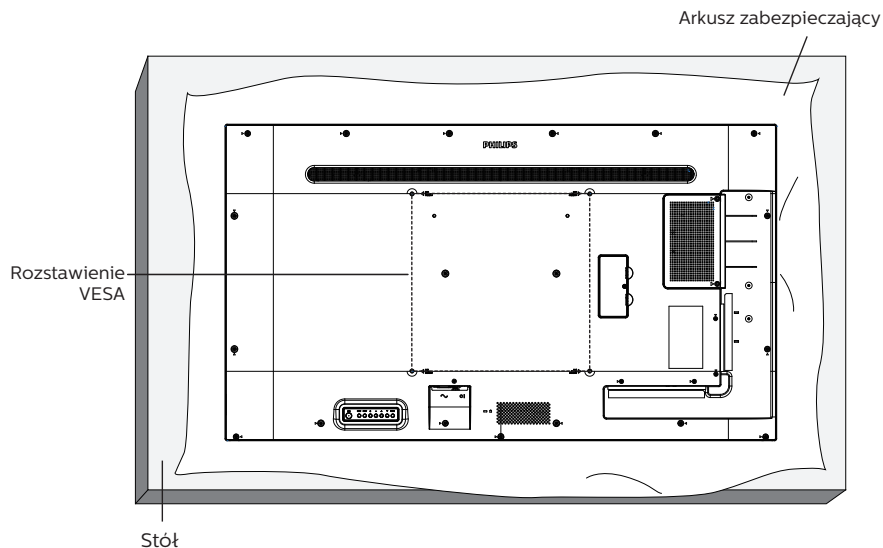 Arkusz zabezpieczający
PHILIPS
Rozstawienie
VESA
Stół